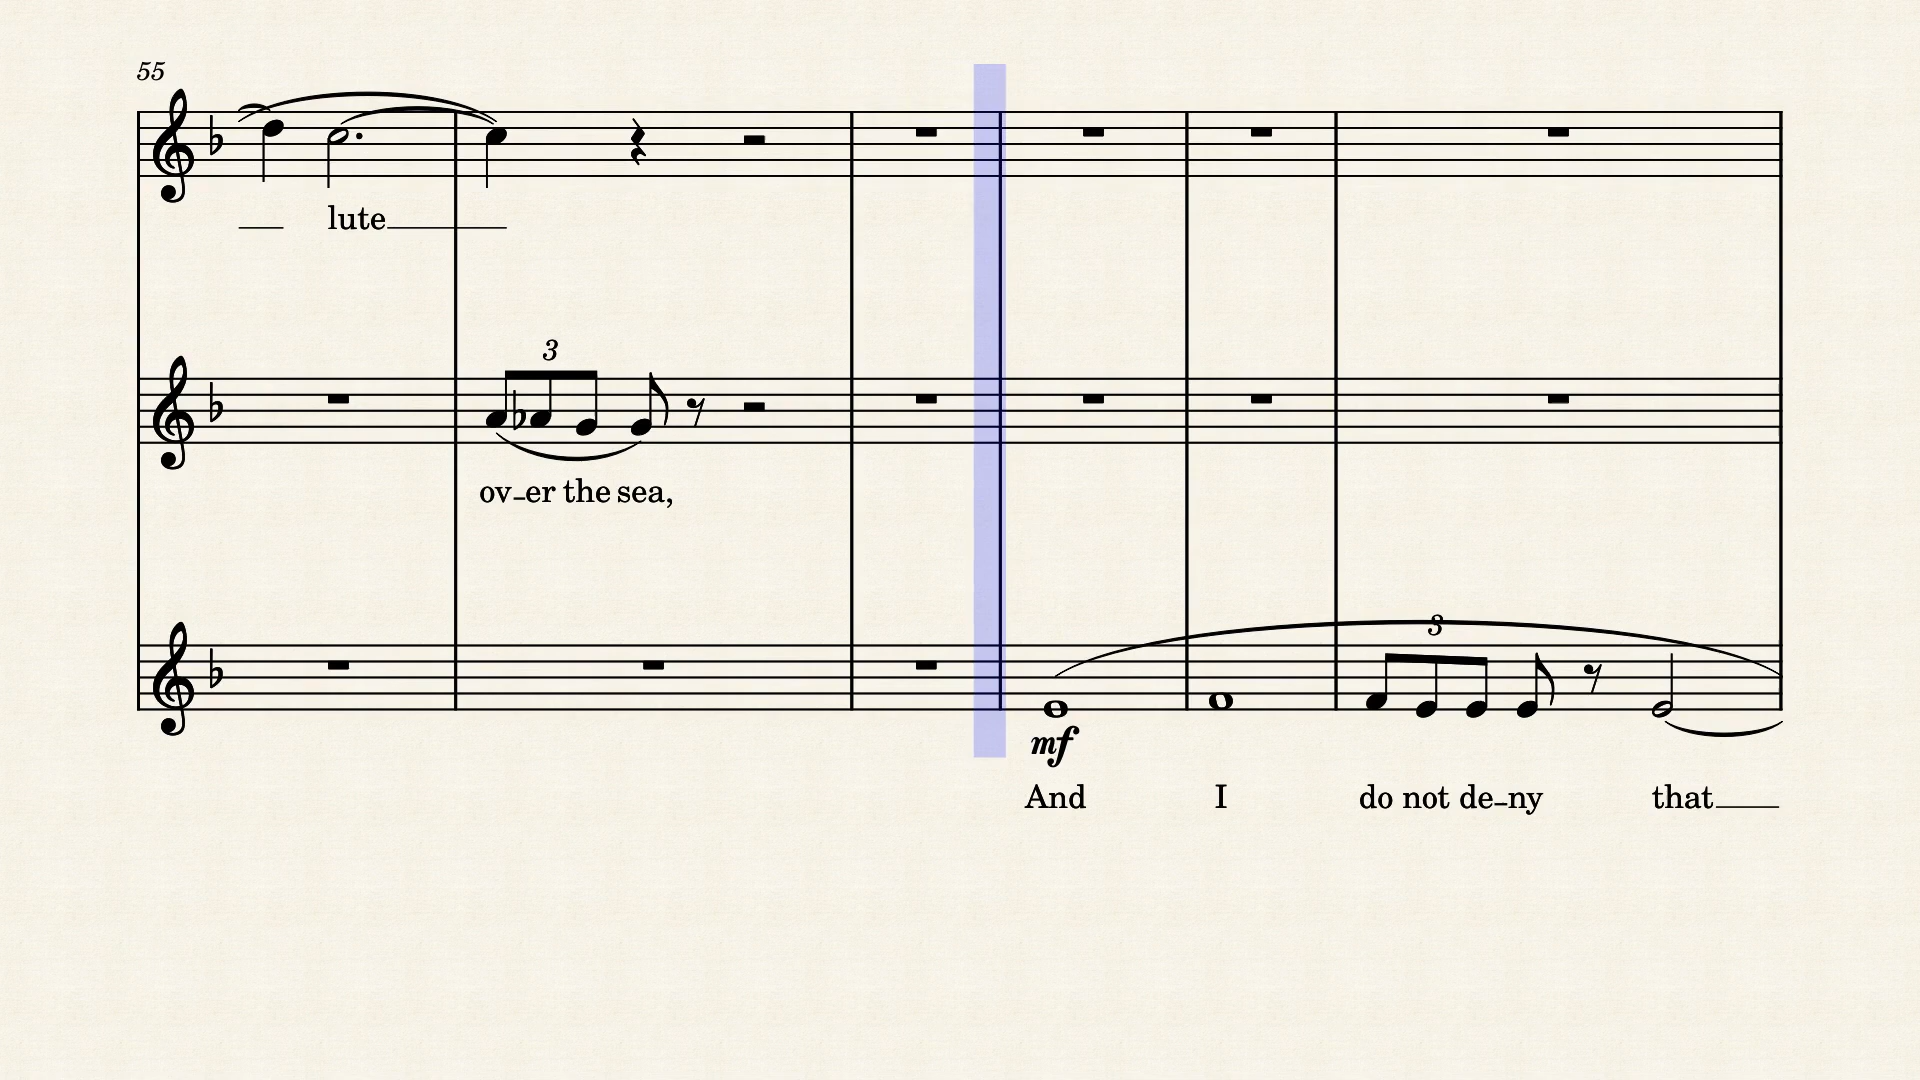 55
lute
3
ov-er the sea,
3
mf
And I do not de-ny that